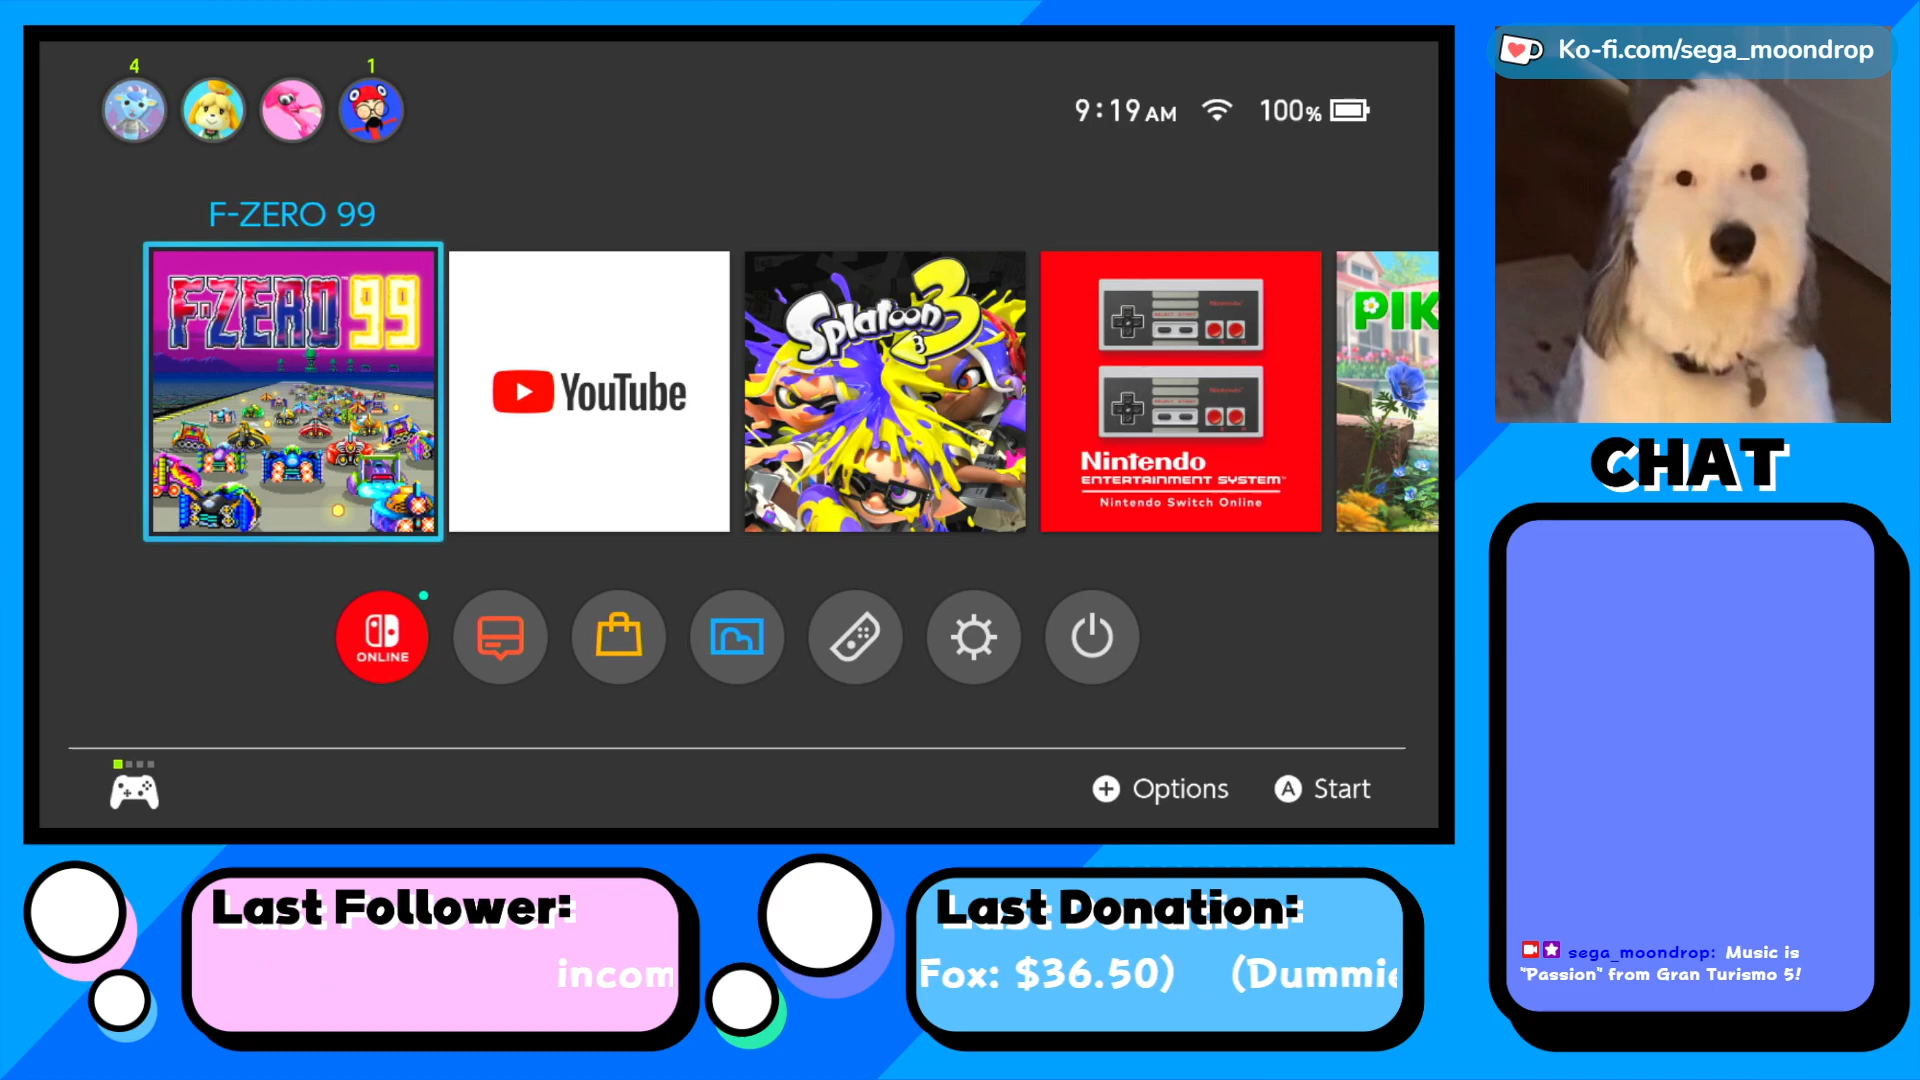 4
1
9:19 AM
100%
Ko-fi.com/sega_moondrop
F-ZERO 99
F-ZERO 99
YouTube
Splatoon 3
Nintendo
ENTERTAINMENT SYSTEM
Nintendo Switch Online
PIK
CHAT
ONLINE
Options
A Start
Last Follower:
incom
Last Donation:
Fox: $36.50) (Dummie
sega_moondrop: Music is
"Passion" from Gran Turismo 5!